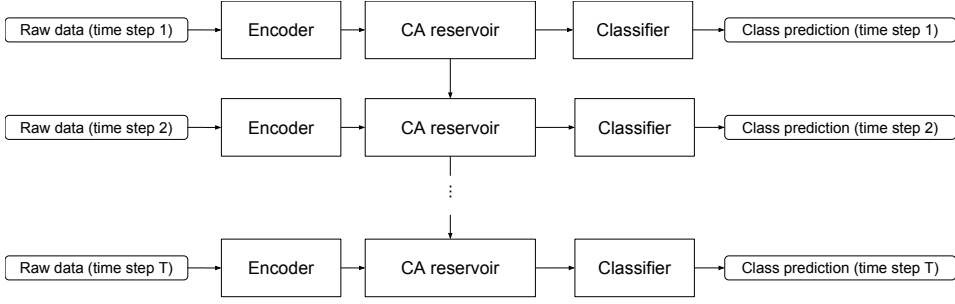 Raw data (time step 1)
Encoder
CA reservoir
Classifier
Class prediction (time step 1)
Raw data (time step 2)
Encoder
CA reservoir
Classifier
Class prediction (time step 2)
...
Raw data (time step T)
Encoder
CA reservoir
Classifier
Class prediction (time step T)